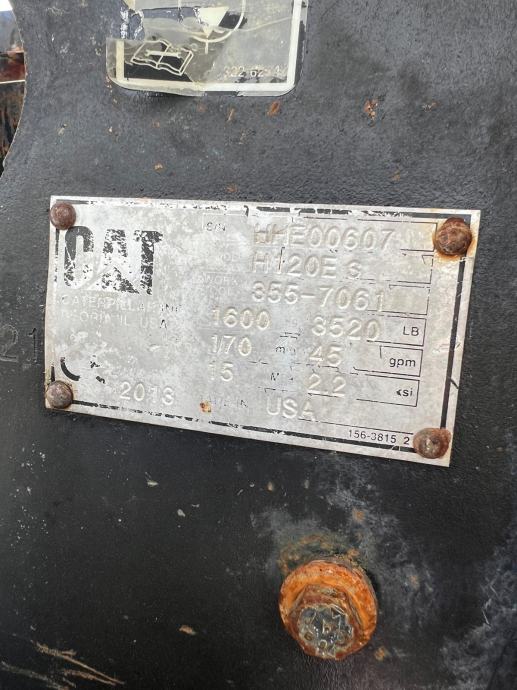 CAT
S/N HHE00607
H120E s
355-7061
1600 3520 LB
170 45 gpm
15 2.2 ksi
2013 USA
156-3815 2